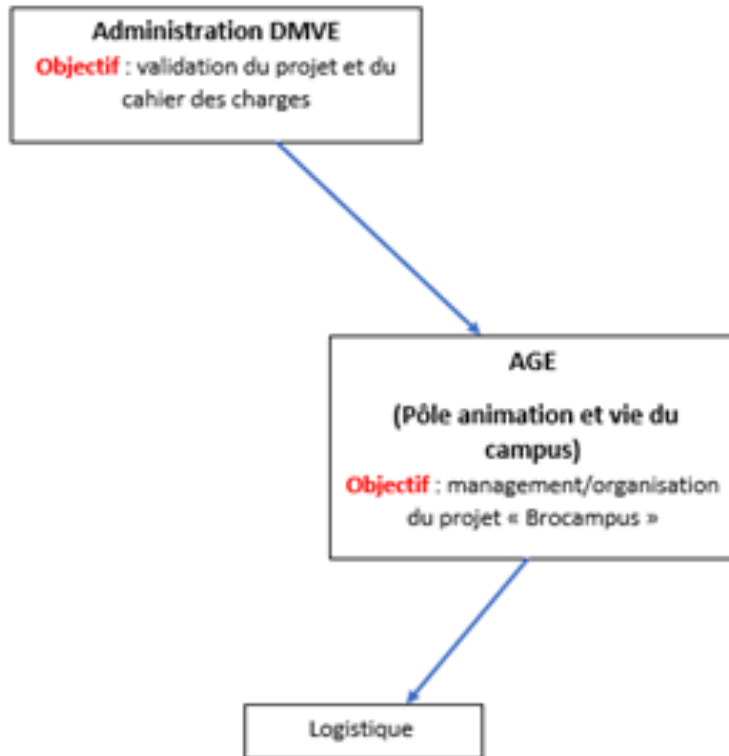 Administration DMVE
Objectif : validation du projet et du
cahier des charges
AGE
(Pôle animation et vie du
campus)
Objectif : management/organisation
du projet « Brocampus »
Logistique